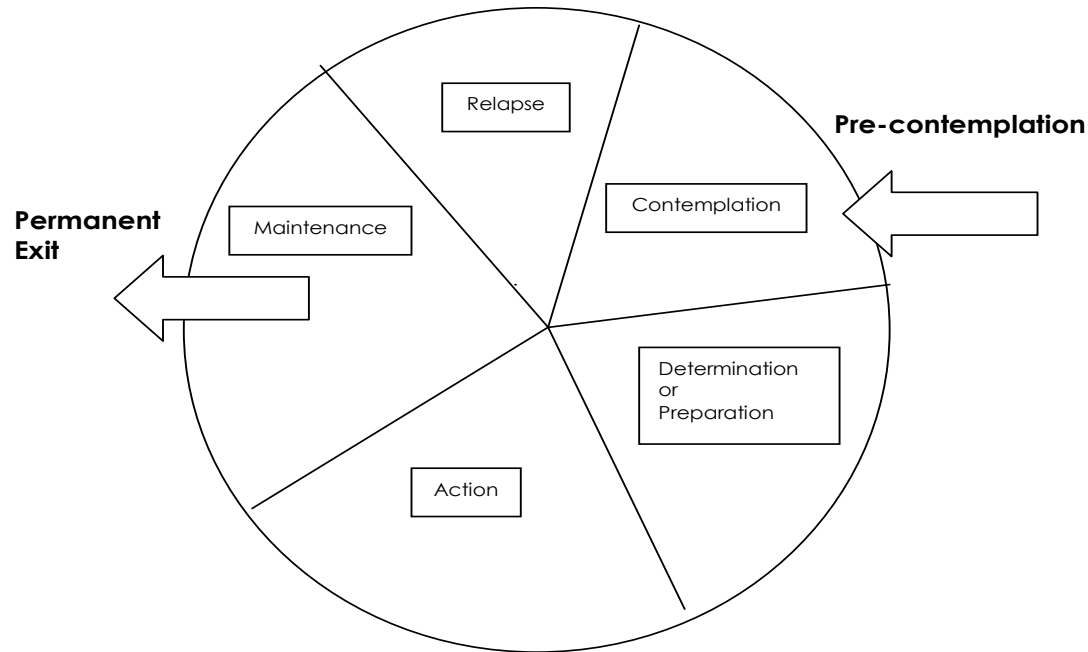 Relapse
Pre-contemplation
Contemplation
Permanent
Exit
Maintenance
Determination
or
Preparation
Action